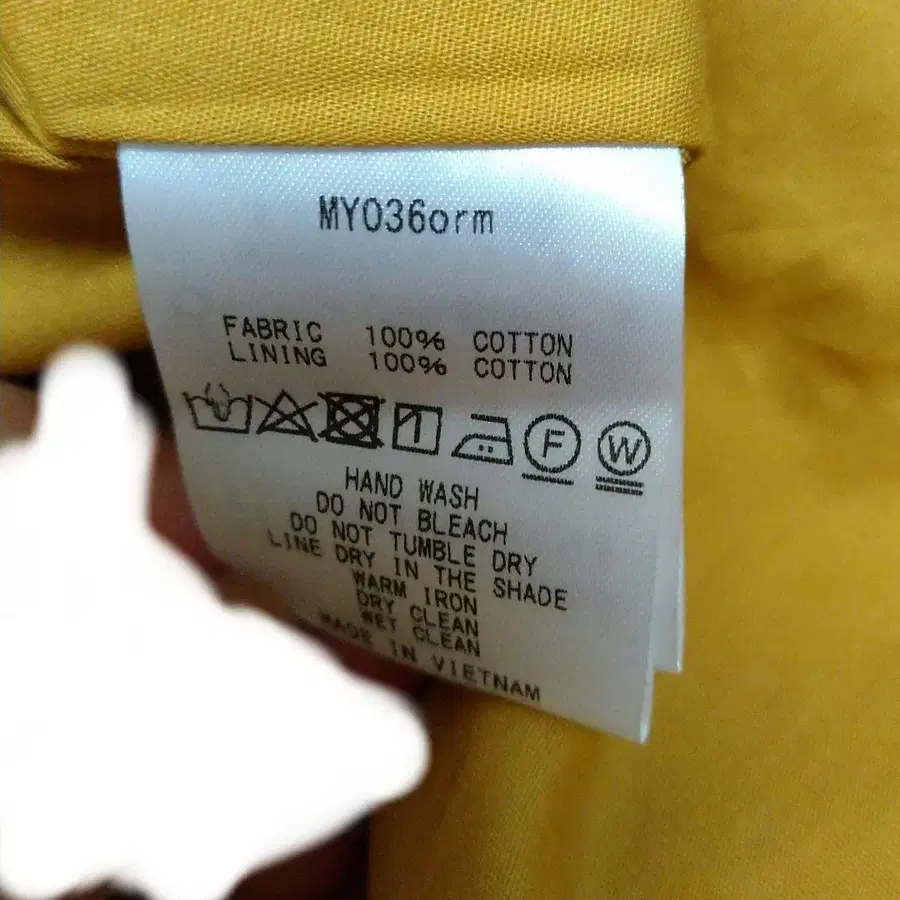 MY036orm
FABRIC 100% COTTON
LINING 100% COTTON
F W
HAND WASH
DO NOT BLEACH
DO NOT TUMBLE DRY
LINE DRY IN THE SHADE
WARM IRON
DRY CLEAN
WET CLEAN
MADE IN VIETNAM